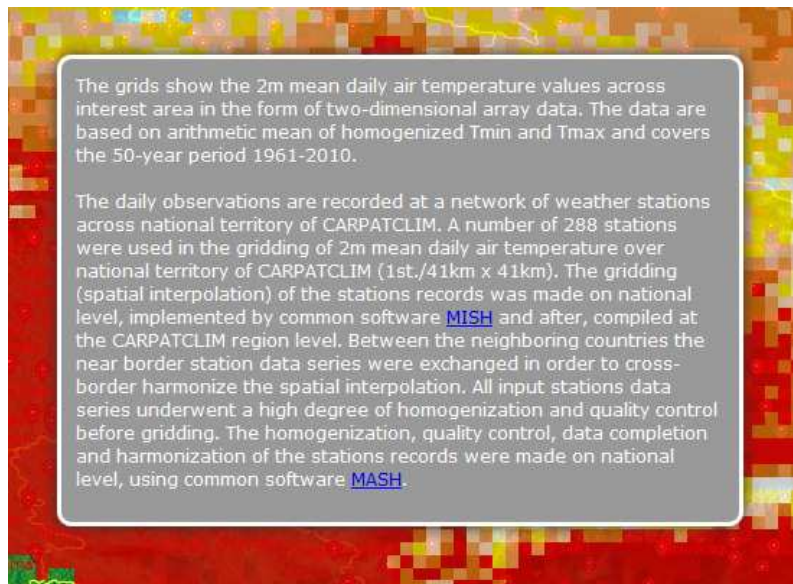 The grids show the 2m mean daily air temperature values across
interest area in the form of two-dimensional array data. The data are
based on arithmetic mean of homogenized Tmin and Tmax and covers
the 50-year period 1961-2010.
The daily observations are recorded at a network of weather stations
across national territory of CARPATCLIM. A number of 288 stations
were used in the gridding of 2m mean daily air temperature over
national territory of CARPATCLIM (1st./41km x 41km). The gridding
(spatial interpolation) of the stations records was made on national
level, implemented by common software MISH and after, compiled at
the CARPATCLIM region level. Between the neighboring countries the
near border station data series were exchanged in order to cross-
border harmonize the spatial interpolation. All input stations data
series underwent a high degree of homogenization and quality control
before gridding. The homogenization, quality control, data completion
and harmonization of the stations records were made on national
level, using common software MASH.